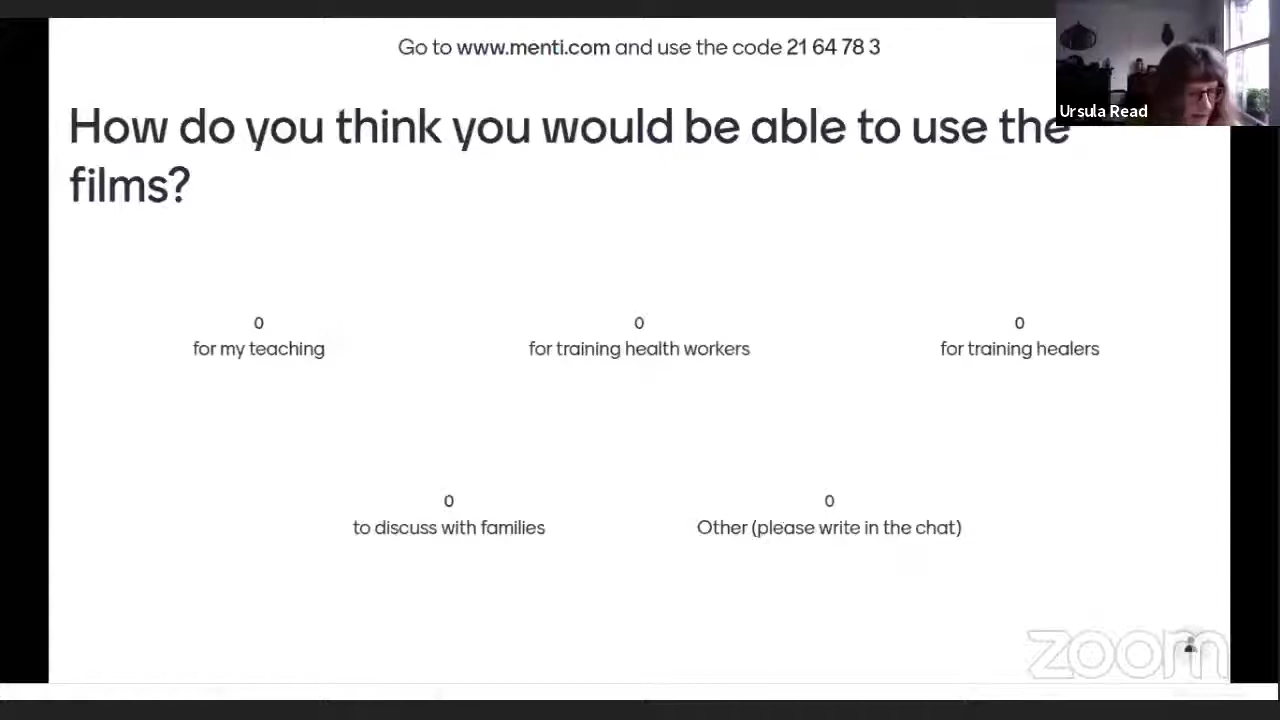 Go to www.menti.com and use the code 21 64 78 3
Ursula Read
How do you think you would be able to use the
films?
0
for my teaching
0
for training health workers
0
for training healers
0
to discuss with families
0
Other (please write in the chat)
zoom